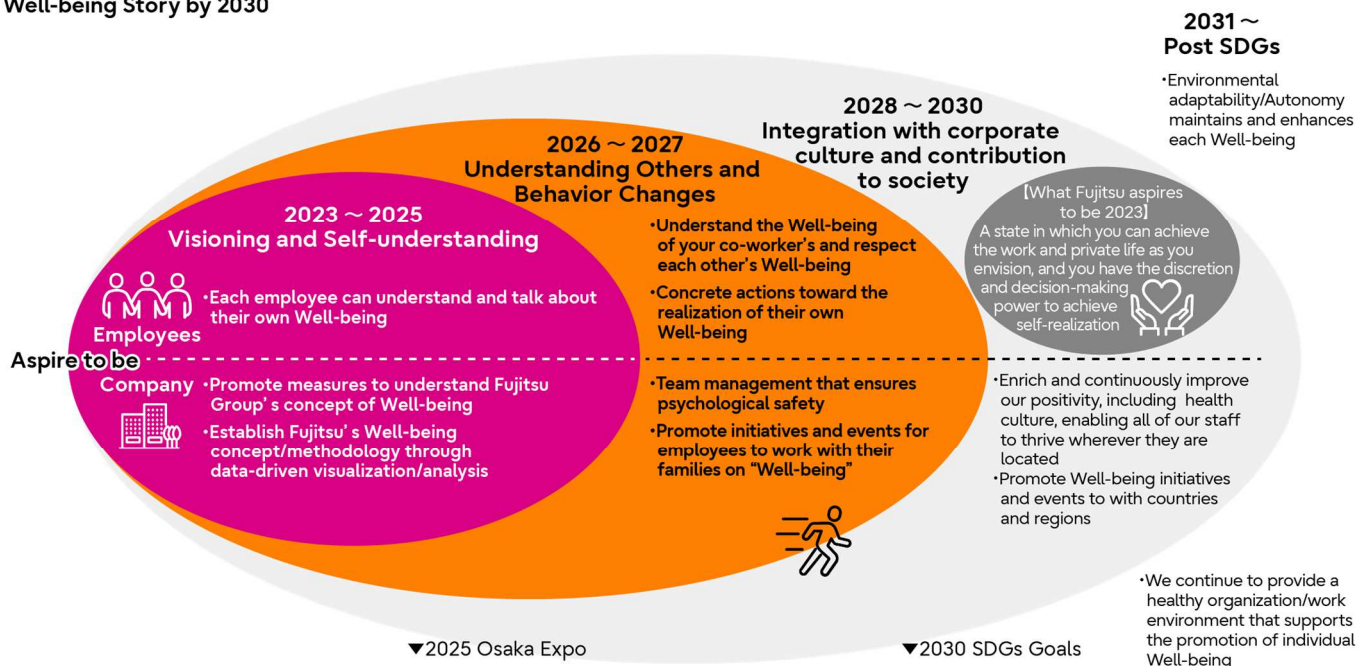 Well-being Story by 2030
2031 ~
Post SDGs
・Environmental
adaptability/Autonomy
maintains and enhances
each Well-being
2028 ~ 2030
Integration with corporate
culture and contribution
to society
【What Fujitsu aspires
to be 2023】
A state in which you can achieve
the work and private life as you
envision, and you have the discretion
and decision-making
power to achieve
self-realization
2026 ~ 2027
Understanding Others and
Behavior Changes
・Understand the Well-being
of your co-worker's and respect
each other's Well-being
・Concrete actions toward the
realization of their own
Well-being
2023 ~ 2025
Visioning and Self-understanding
Employees
・Each employee can understand and talk about
their own Well-being
Aspire to be
Company
・Promote measures to understand Fujitsu
Group' s concept of Well-being
・Establish Fujitsu' s Well-being
concept/methodology through
data-driven visualization/analysis
・Team management that ensures
psychological safety
・Promote initiatives and events for
employees to work with their
families on “Well-being”
・Enrich and continuously improve
our positivity, including health
culture, enabling all of our staff
to thrive wherever they are
located
・Promote Well-being initiatives
and events to with countries
and regions
・We continue to provide a
healthy organization/work
environment that supports
the promotion of individual
Well-being
▼2025 Osaka Expo
▼2030 SDGs Goals